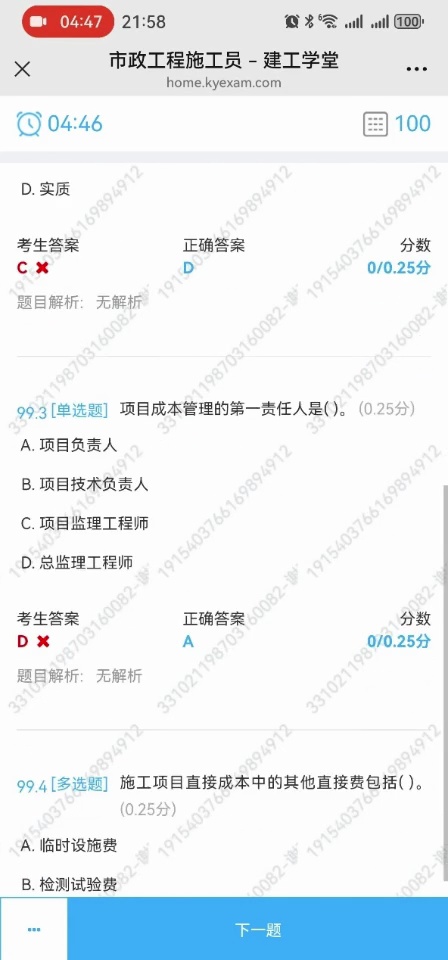 04:47 21:58 6 100
市政工程施工员 – 建工学堂
home.kyexam.com
04:46 100
D. 实质
考生答案 正确答案 分数
C D 0/0.25分
题目解析: 无解析
99.3 [单选题] 项目成本管理的第一责任人是( )。 (0.25分)
A. 项目负责人
B. 项目技术负责人
C. 项目监理工程师
D. 总监理工程师
考生答案 正确答案 分数
D A 0/0.25分
题目解析: 无解析
99.4 [多选题] 施工项目直接成本中的其他直接费包括( )。
(0.25分)
A. 临时设施费
B. 检测试验费
下一题